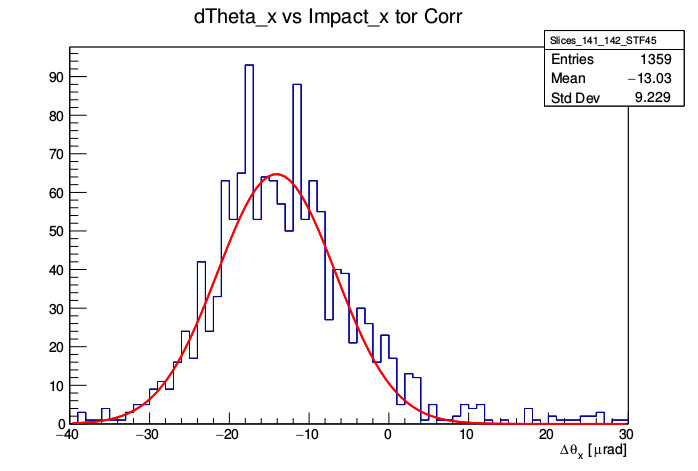 dTheta_x vs Impact_x tor Corr
Slices_141_142_STF45
Entries 1359
Mean −13.03
Std Dev 9.229
90
80
70
60
50
40
30
20
10
0
−40 −30 −20 −10 0 10 20 30
Δθx [μrad]